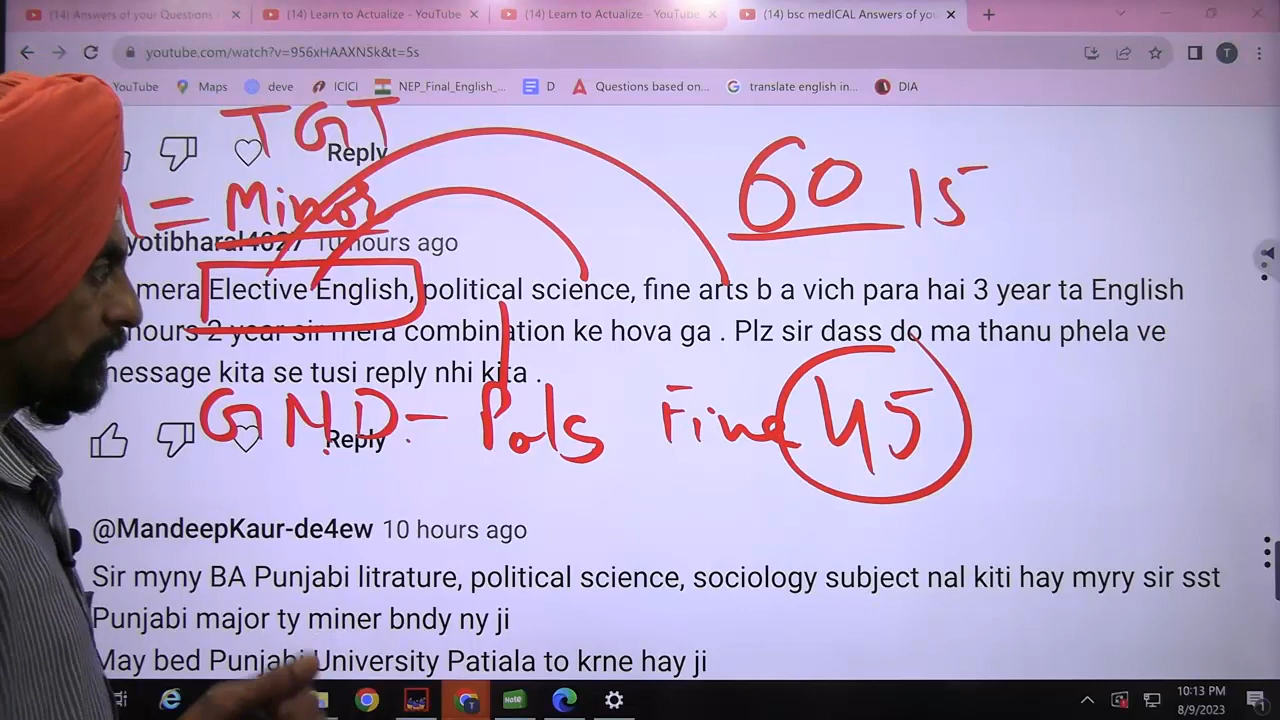 (14) Answers of your Questions (14) Learn to Actualize - YouTube (14) Learn to Actualize - YouTube (14) bsc medICAL Answers of you
youtube.com/watch?v=956xHAAXNSk&t=5s
YouTube Maps deve ICICI NEP_Final_English_... D Questions based on... translate english in... DIA
TGT
Reply
60 15
= Minor
yotibharal4027 10 hours ago
mera Elective English, political science, fine arts b a vich para hai 3 year ta English
hours 2 year sir mera combination ke hova ga . Plz sir dass do ma thanu phela ve
message kita se tusi reply nhi kita .
GND - Pols Fine 45
Reply
@MandeepKaur-de4ew 10 hours ago
Sir myny BA Punjabi litrature, political science, sociology subject nal kiti hay myry sir sst
Punjabi major ty miner bndy ny ji
May bed Punjabi University Patiala to krne hay ji
Note
10:13 PM
8/9/2023